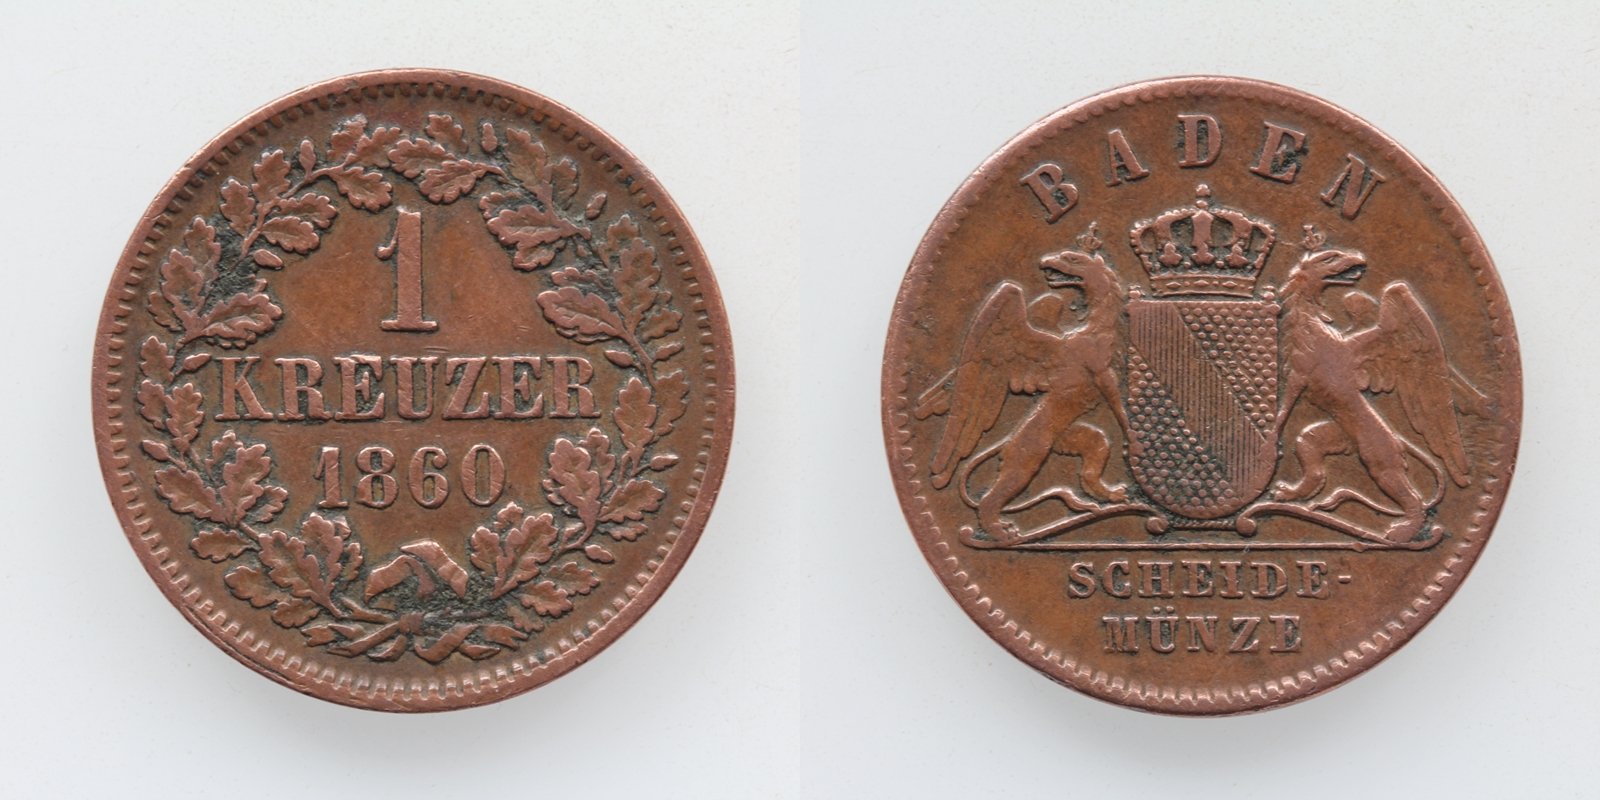 1
KREUZER
1860
BADEN
SCHEIDE-
MÜNZE